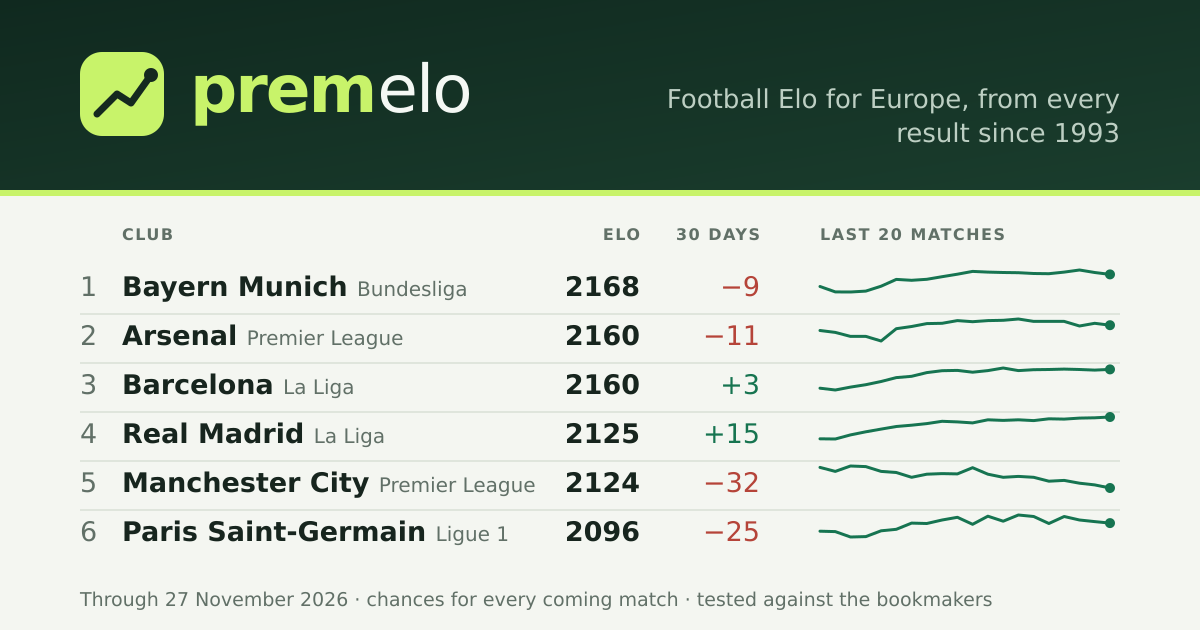 premelo
Football Elo for Europe, from every
result since 1993
CLUB ELO 30 DAYS LAST 20 MATCHES
1 Bayern Munich Bundesliga 2168 −9
2 Arsenal Premier League 2160 −11
3 Barcelona La Liga 2160 +3
4 Real Madrid La Liga 2125 +15
5 Manchester City Premier League 2124 −32
6 Paris Saint-Germain Ligue 1 2096 −25
Through 27 November 2026 · chances for every coming match · tested against the bookmakers